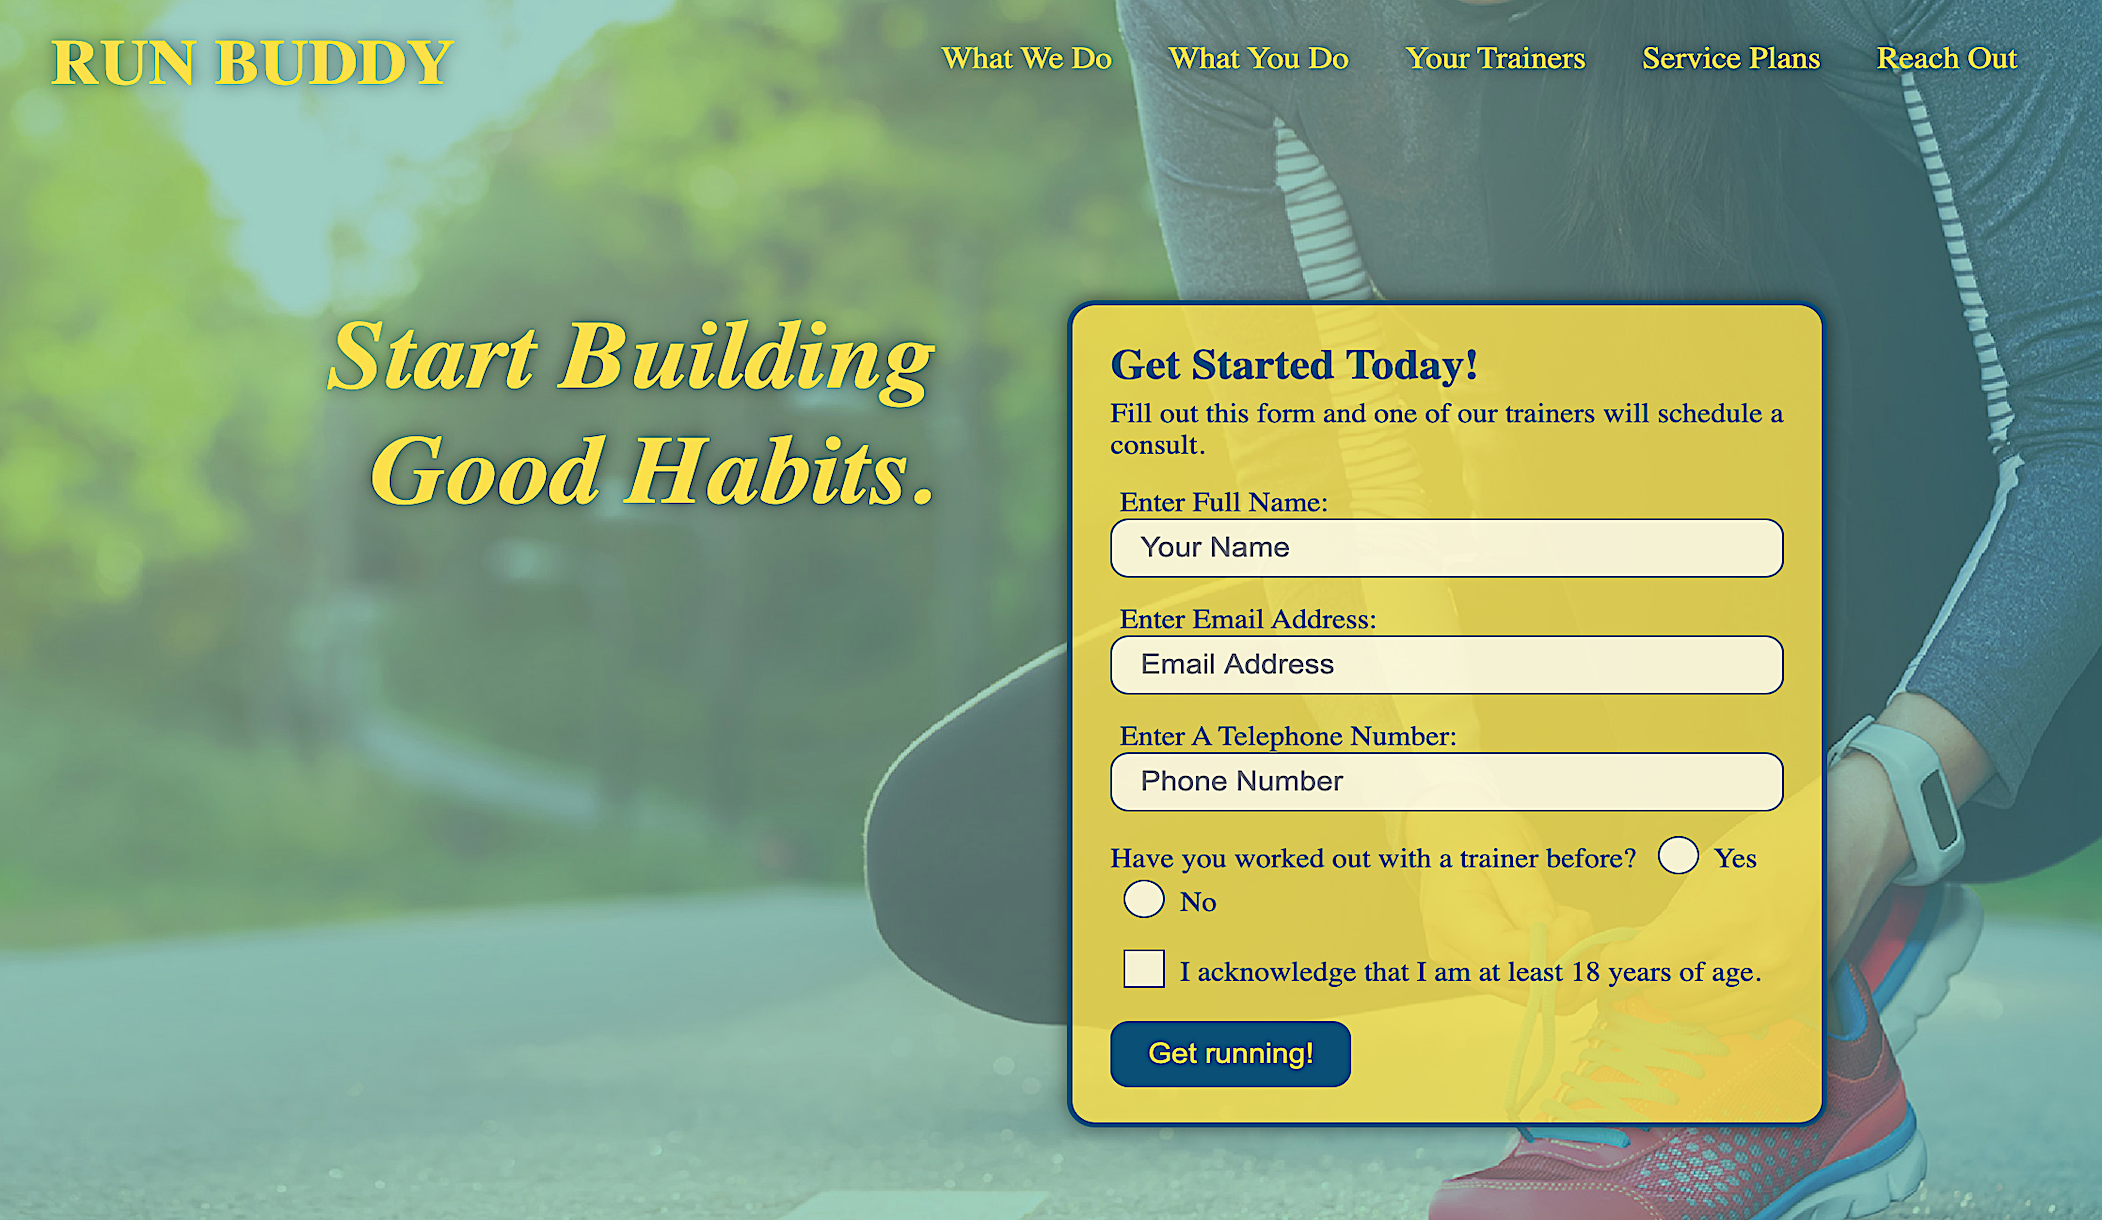 RUN BUDDY
What We Do
What You Do
Your Trainers
Service Plans
Reach Out
Start Building
Good Habits.
Get Started Today!
Fill out this form and one of our trainers will schedule a
consult.
Enter Full Name:
Your Name
Enter Email Address:
Email Address
Enter A Telephone Number:
Phone Number
Have you worked out with a trainer before? Yes
No
I acknowledge that I am at least 18 years of age.
Get running!